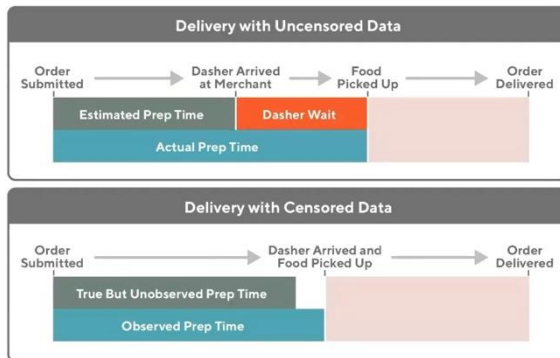 Delivery with Uncensored Data
Order
Submitted
Dasher Arrived
at Merchant
Food
Picked Up
Order
Delivered
Estimated Prep Time
Dasher Wait
Actual Prep Time
Delivery with Censored Data
Order
Submitted
Dasher Arrived and
Food Picked Up
Order
Delivered
True But Unobserved Prep Time
Observed Prep Time